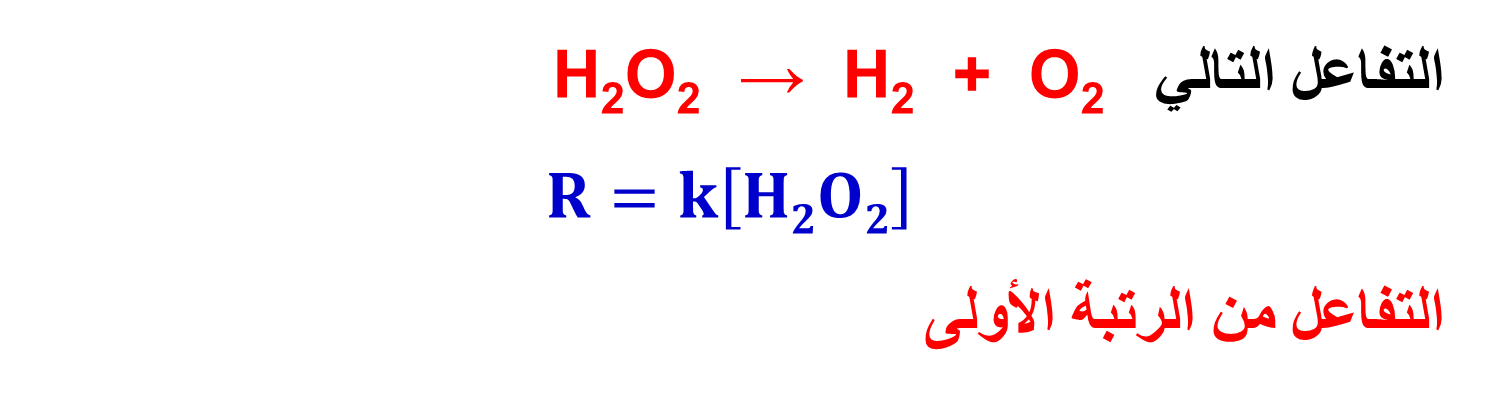 التفاعل التالي H₂O₂ → H₂ + O₂
R = k[H₂O₂]
التفاعل من الرتبة الأولى